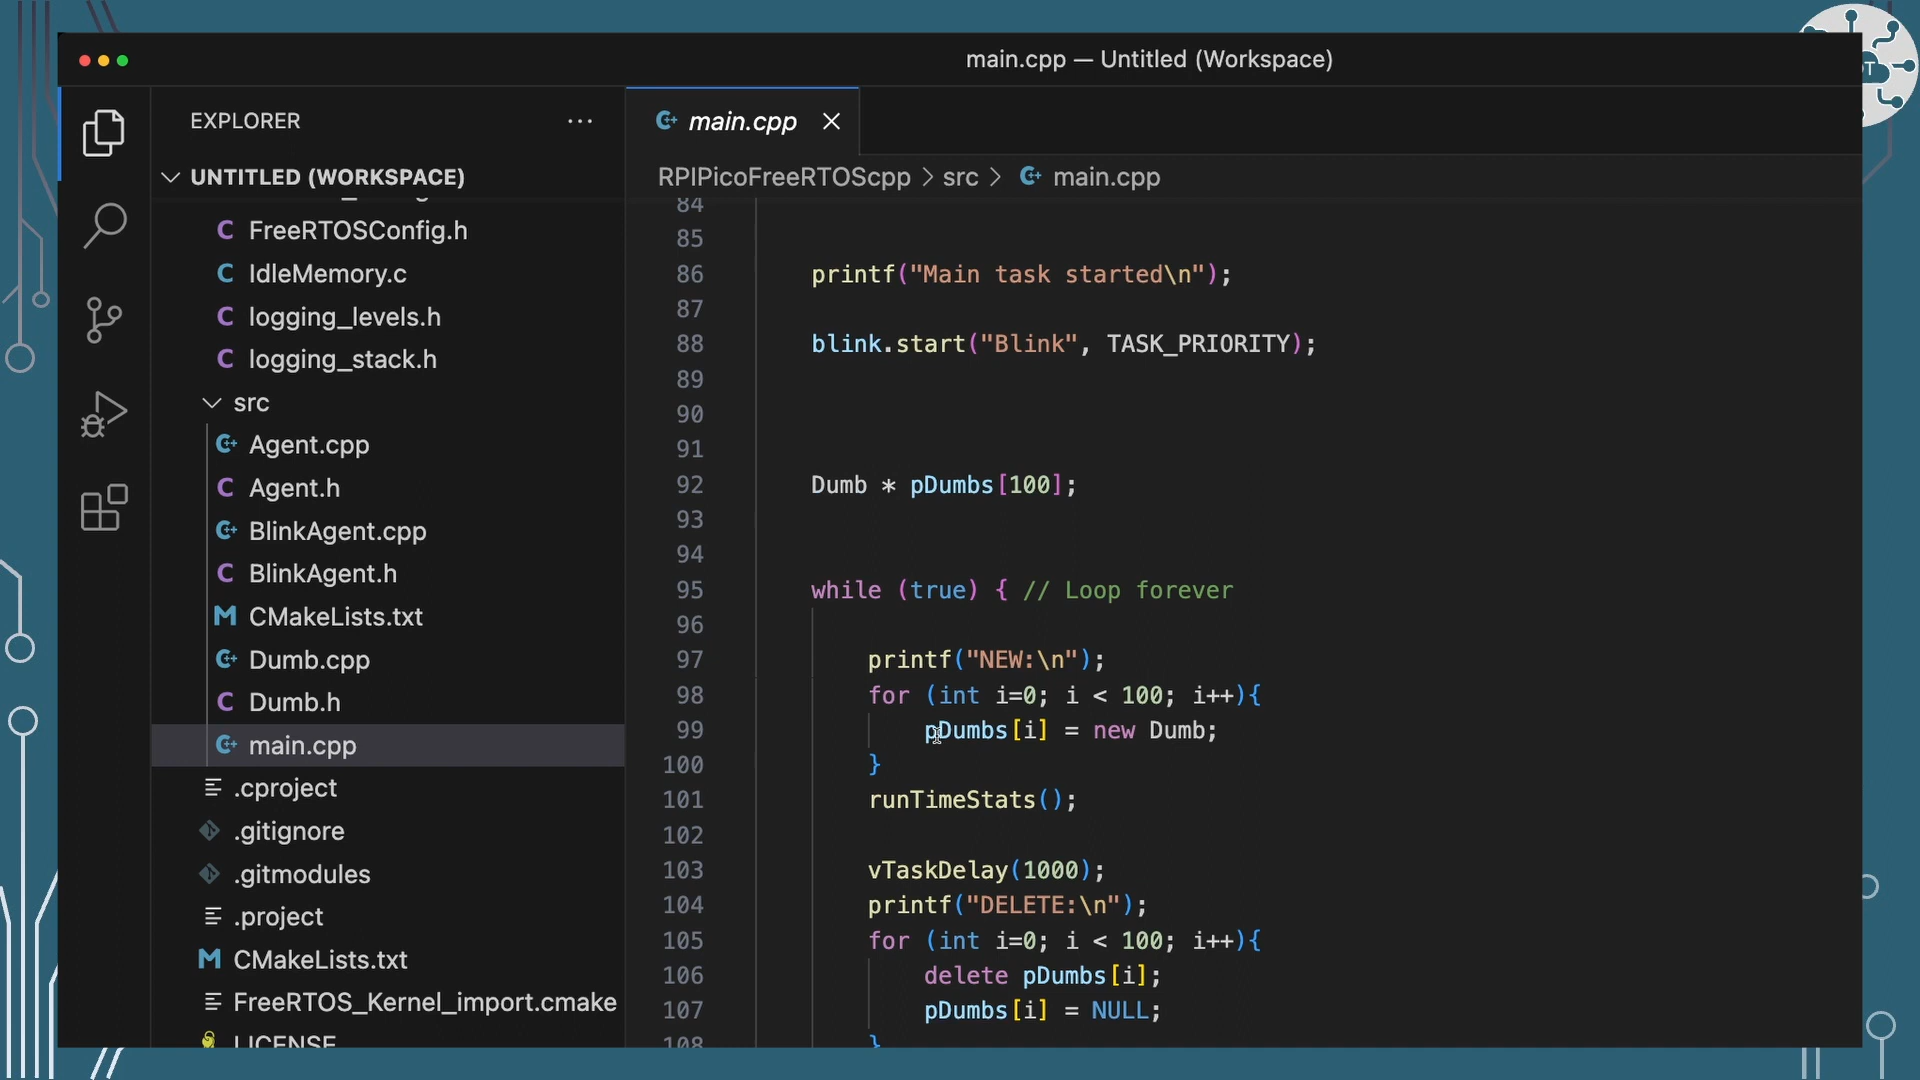 main.cpp — Untitled (Workspace)
EXPLORER
main.cpp
UNTITLED (WORKSPACE)
RPIPicoFreeRTOScpp > src > main.cpp
FreeRTOSConfig.h
IdleMemory.c
logging_levels.h
logging_stack.h
src
Agent.cpp
Agent.h
BlinkAgent.cpp
BlinkAgent.h
CMakeLists.txt
Dumb.cpp
Dumb.h
main.cpp
.cproject
.gitignore
.gitmodules
.project
CMakeLists.txt
FreeRTOS_Kernel_import.cmake
LICENSE
84
85
86 printf("Main task started\n");
87
88 blink.start("Blink", TASK_PRIORITY);
89
90
91
92 Dumb * pDumbs[100];
93
94
95 while (true) { // Loop forever
96
97 printf("NEW:\n");
98 for (int i=0; i < 100; i++){
99 pDumbs[i] = new Dumb;
100 }
101 runTimeStats();
102
103 vTaskDelay(1000);
104 printf("DELETE:\n");
105 for (int i=0; i < 100; i++){
106 delete pDumbs[i];
107 pDumbs[i] = NULL;
108 }